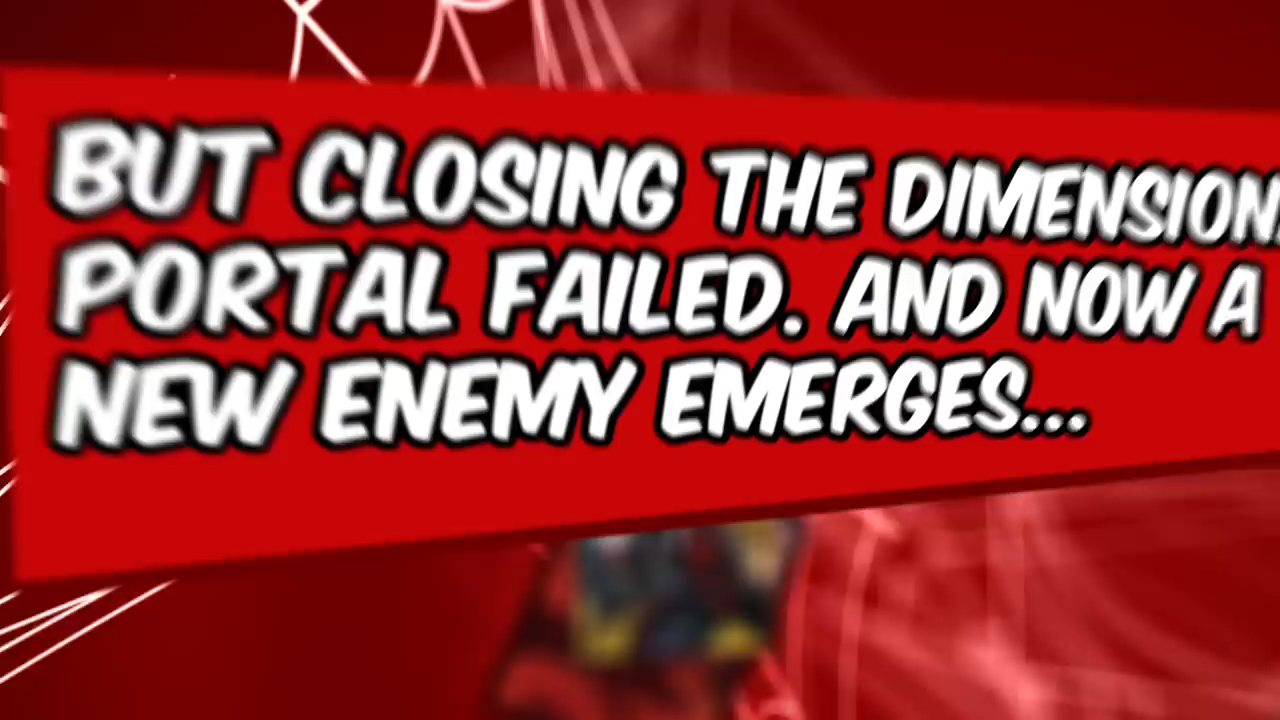 BUT CLOSING THE DIMENSION
PORTAL FAILED. AND NOW A
NEW ENEMY EMERGES...